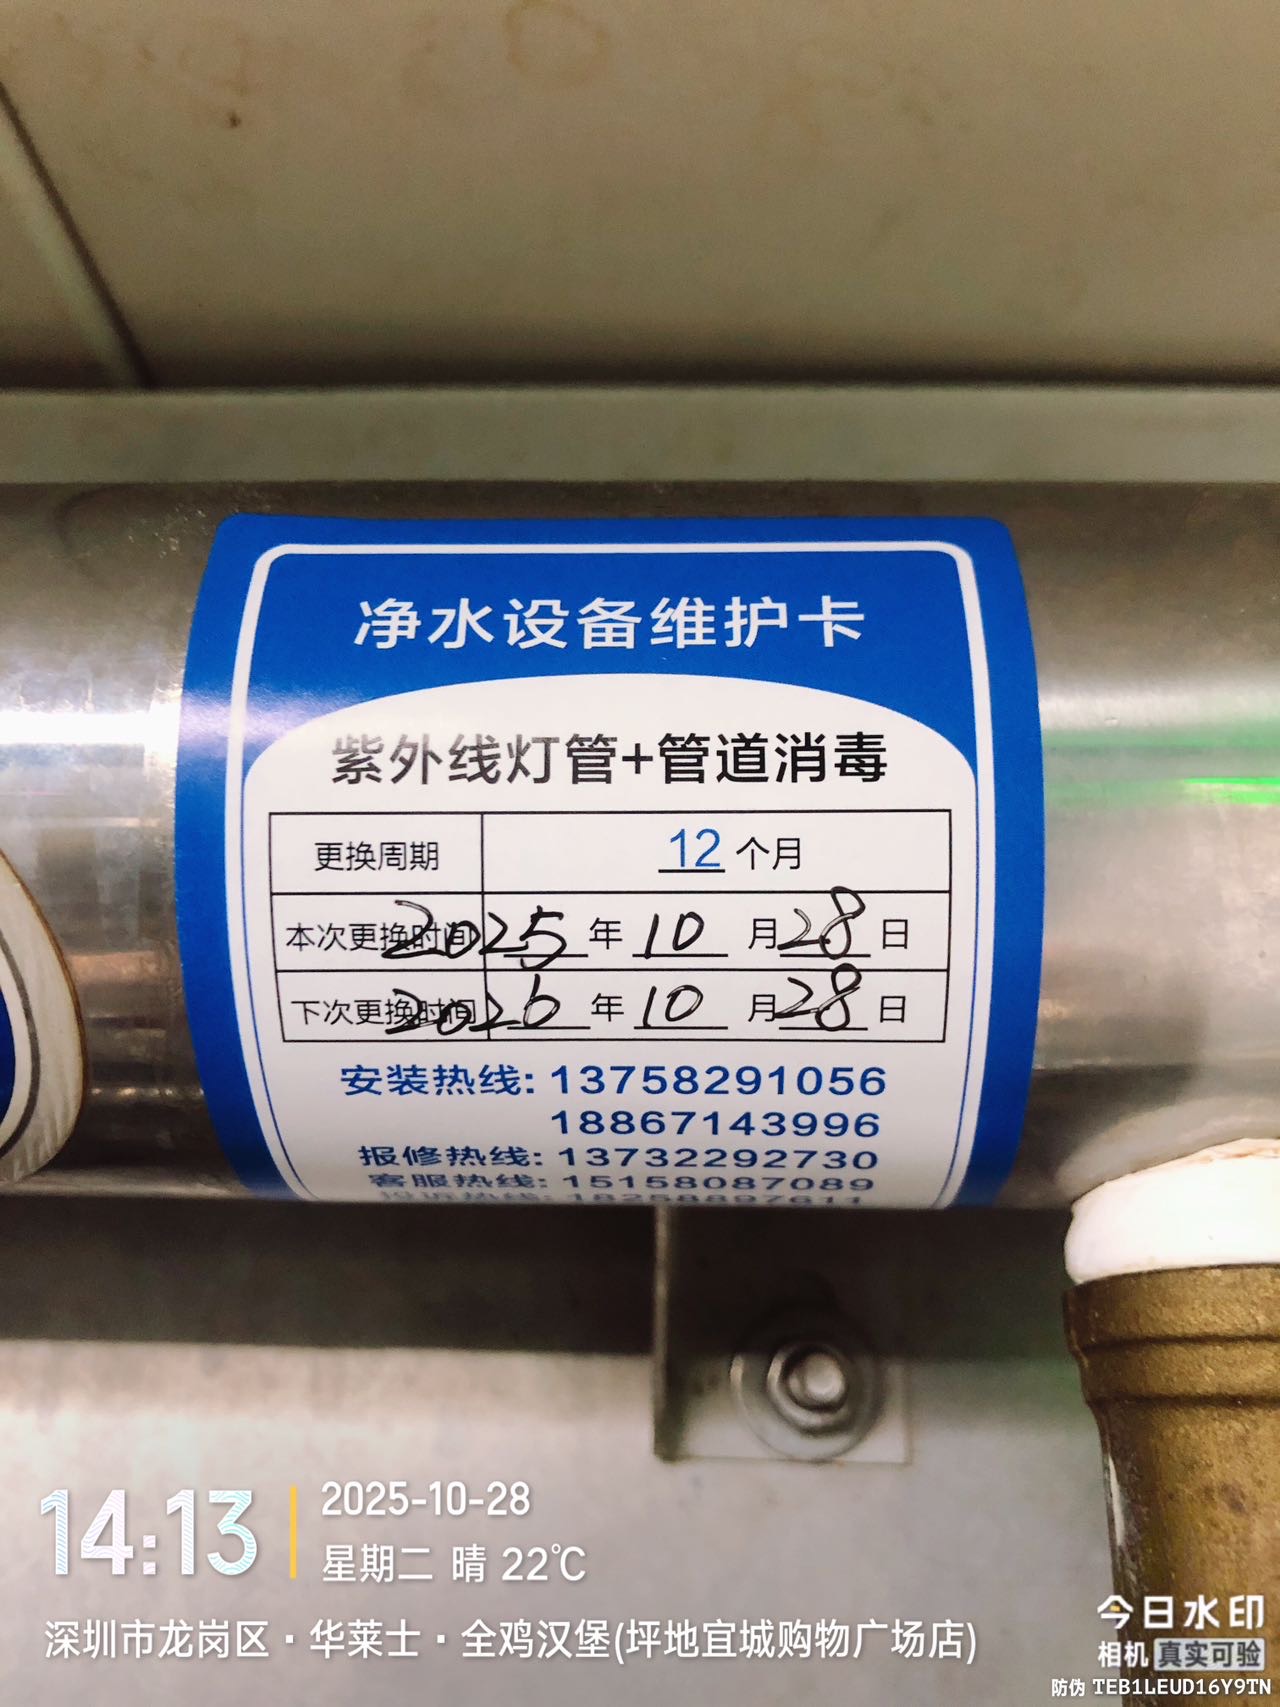 净水设备维护卡
紫外线灯管+管道消毒
更换周期 12 个月
本次更换时间 2025 年 10 月 28 日
下次更换时间 2026 年 10 月 28 日
安装热线: 13758291056
18867143996
报修热线: 13732292730
客服热线: 15158087089
投诉热线: 18258897611
14:13
2025-10-28
星期二 晴 22℃
深圳市龙岗区·华莱士·全鸡汉堡(坪地宜城购物广场店)
今日水印
相机 真实可验
防伪 TEB1LEUD16Y9TN